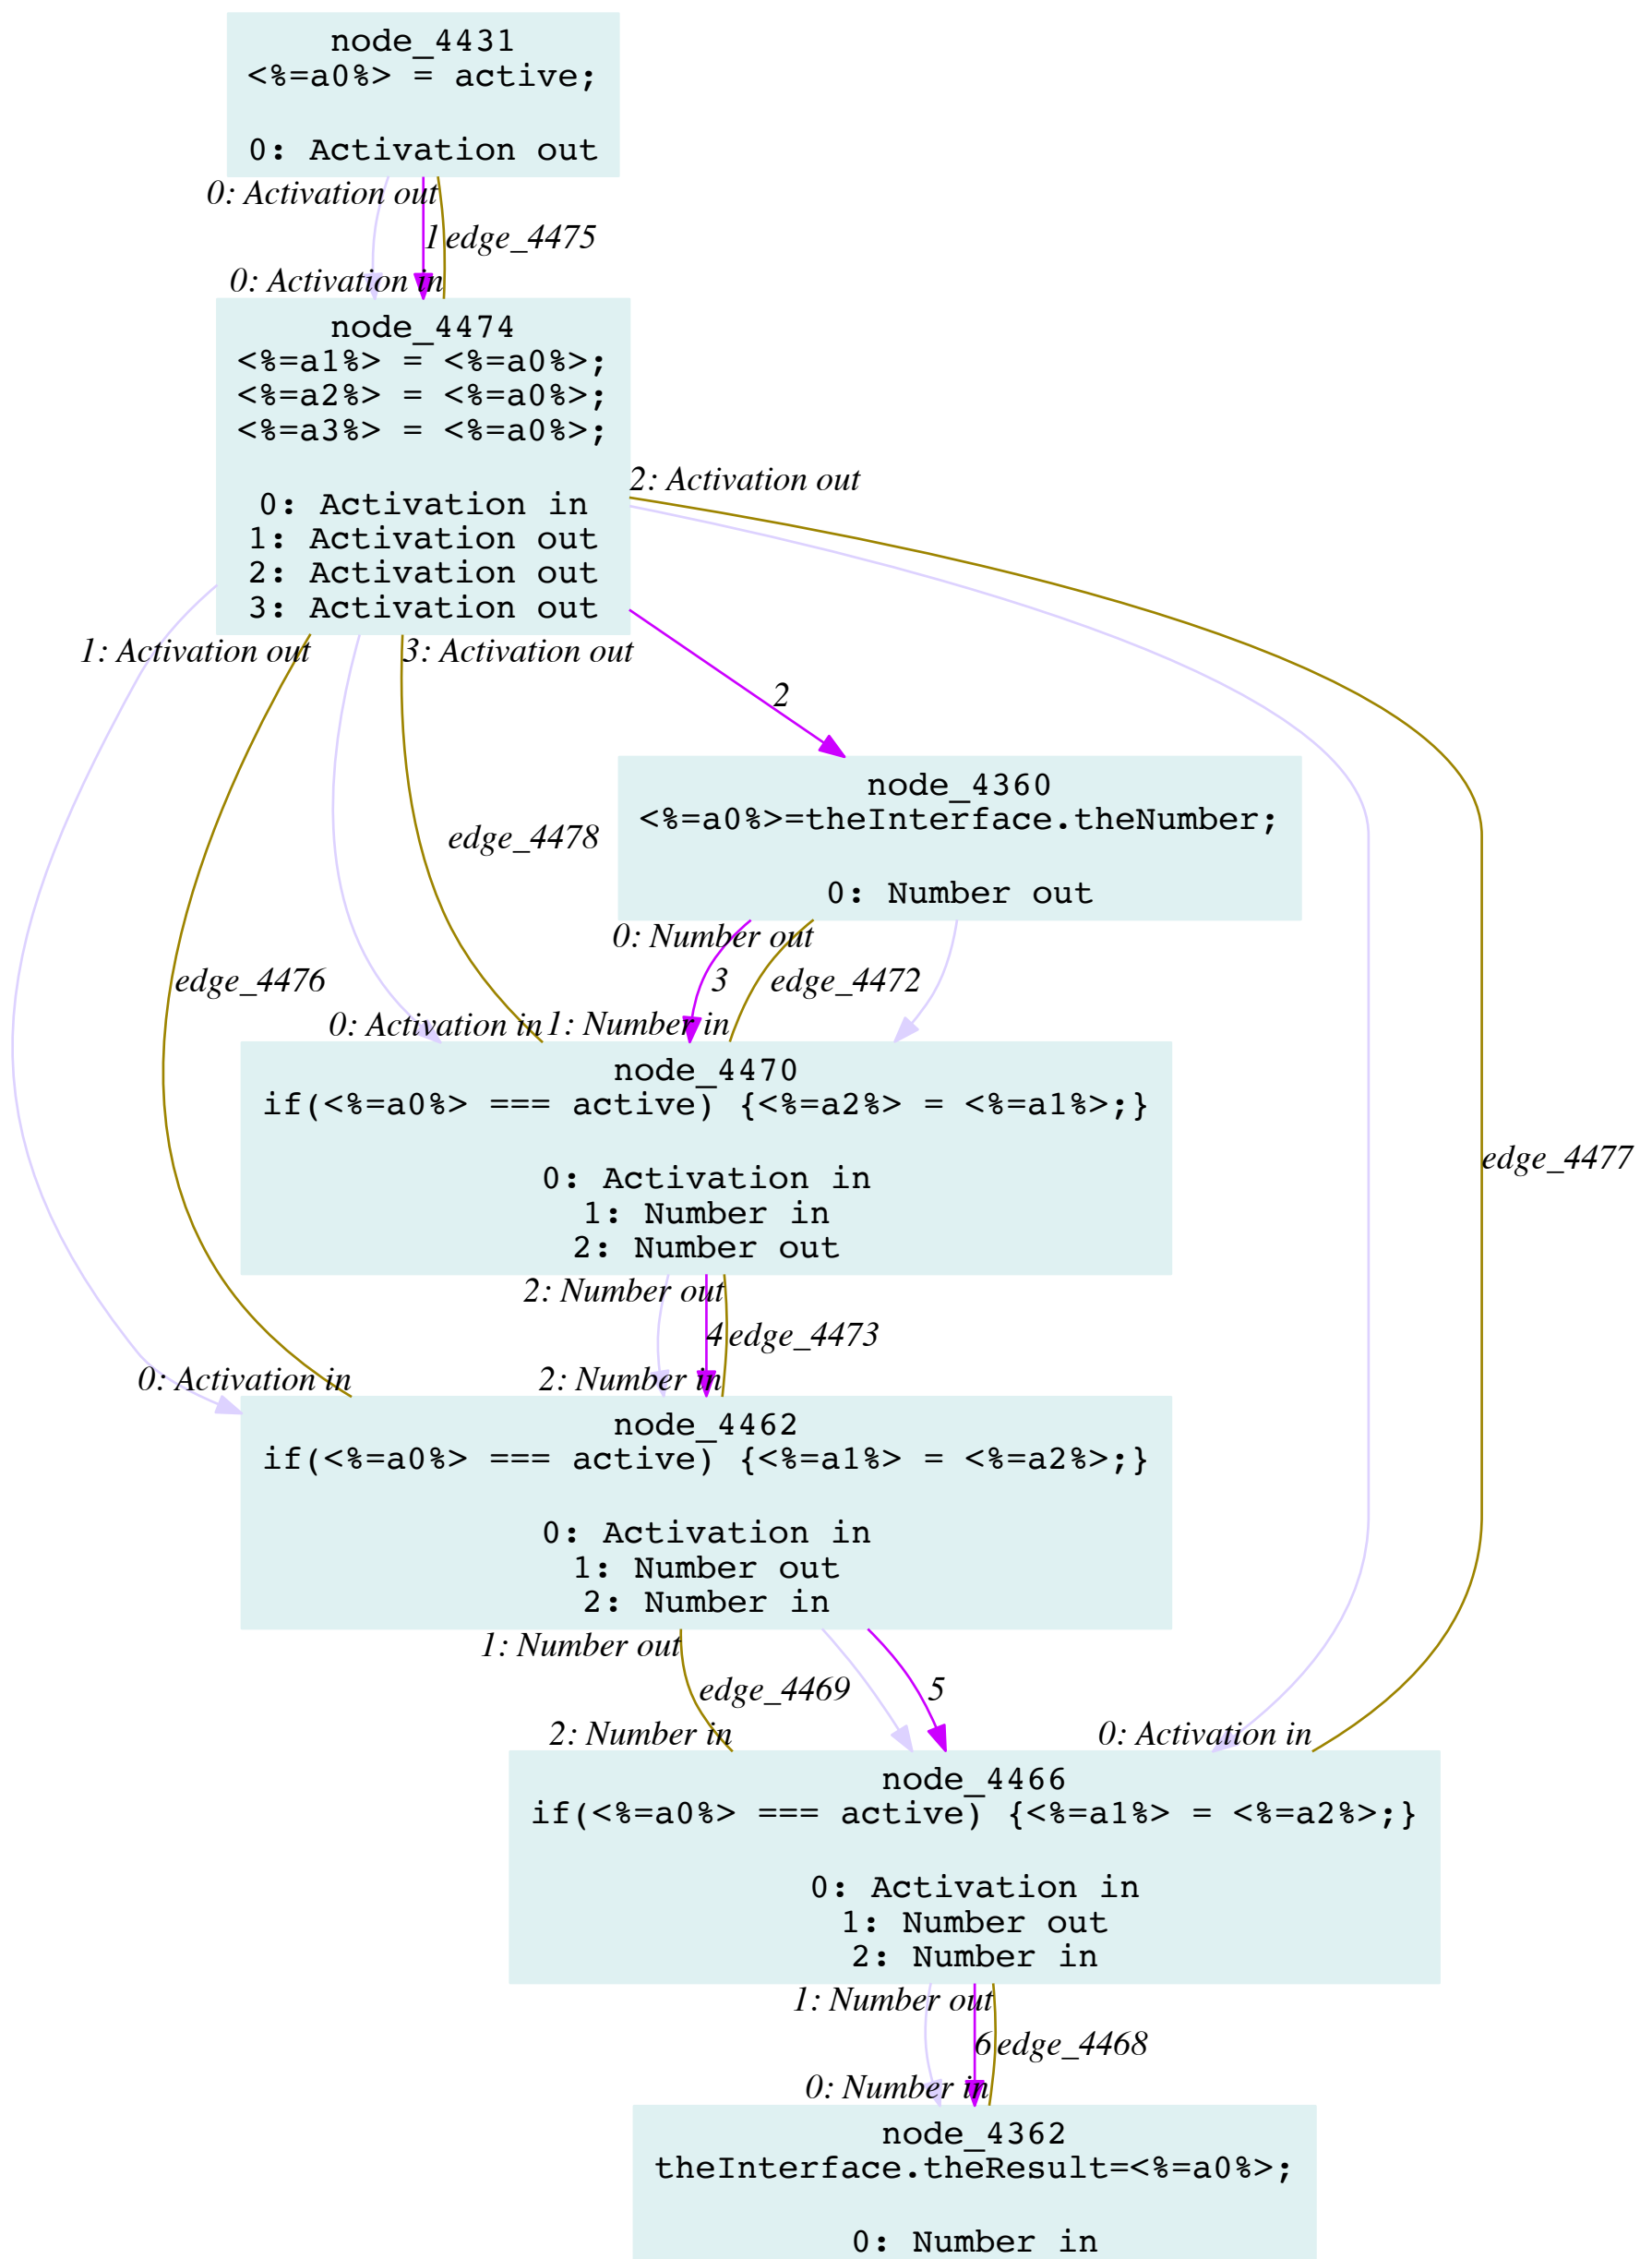 node_4431
<%=a0%> = active;
0: Activation out
0: Activation out
1 edge_4475
0: Activation in
node_4474
<%=a1%> = <%=a0%>;
<%=a2%> = <%=a0%>;
<%=a3%> = <%=a0%>;
2: Activation out
0: Activation in
1: Activation out
2: Activation out
3: Activation out
1: Activation out
3: Activation out
2
node_4360
<%=a0%>=theInterface.theNumber;
edge_4478
0: Number out
0: Number out
edge_4476
3
edge_4472
0: Activation in
1: Number in
node_4470
if(<%=a0%> === active) {<%=a2%> = <%=a1%>;}
edge_4477
0: Activation in
1: Number in
2: Number out
2: Number out
4 edge_4473
0: Activation in
2: Number in
node_4462
if(<%=a0%> === active) {<%=a1%> = <%=a2%>;}
0: Activation in
1: Number out
2: Number in
1: Number out
edge_4469
5
2: Number in
0: Activation in
node_4466
if(<%=a0%> === active) {<%=a1%> = <%=a2%>;}
0: Activation in
1: Number out
2: Number in
1: Number out
6 edge_4468
0: Number in
node_4362
theInterface.theResult=<%=a0%>;
0: Number in